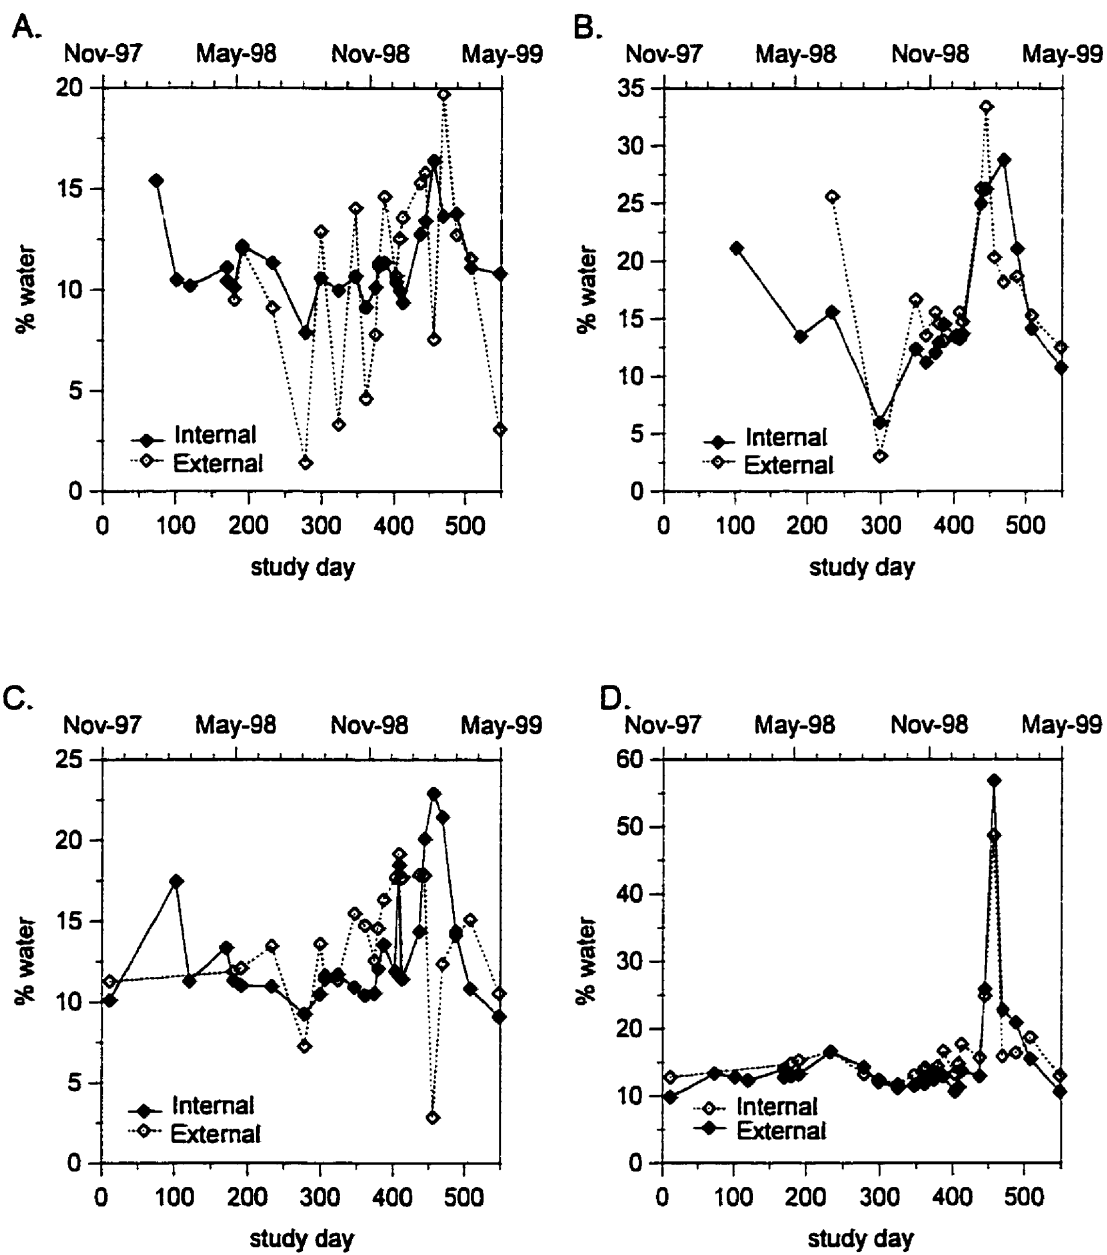 A.
Nov-97 May-98 Nov-98 May-99
20
15
10
5
0
% water
Internal
External
0 100 200 300 400 500
study day
B.
Nov-97 May-98 Nov-98 May-99
35
30
25
20
15
10
5
0
% water
Internal
External
0 100 200 300 400 500
study day
C.
Nov-97 May-98 Nov-98 May-99
25
20
15
10
5
0
% water
Internal
External
0 100 200 300 400 500
study day
D.
Nov-97 May-98 Nov-98 May-99
60
50
40
30
20
10
0
% water
Internal
External
0 100 200 300 400 500
study day